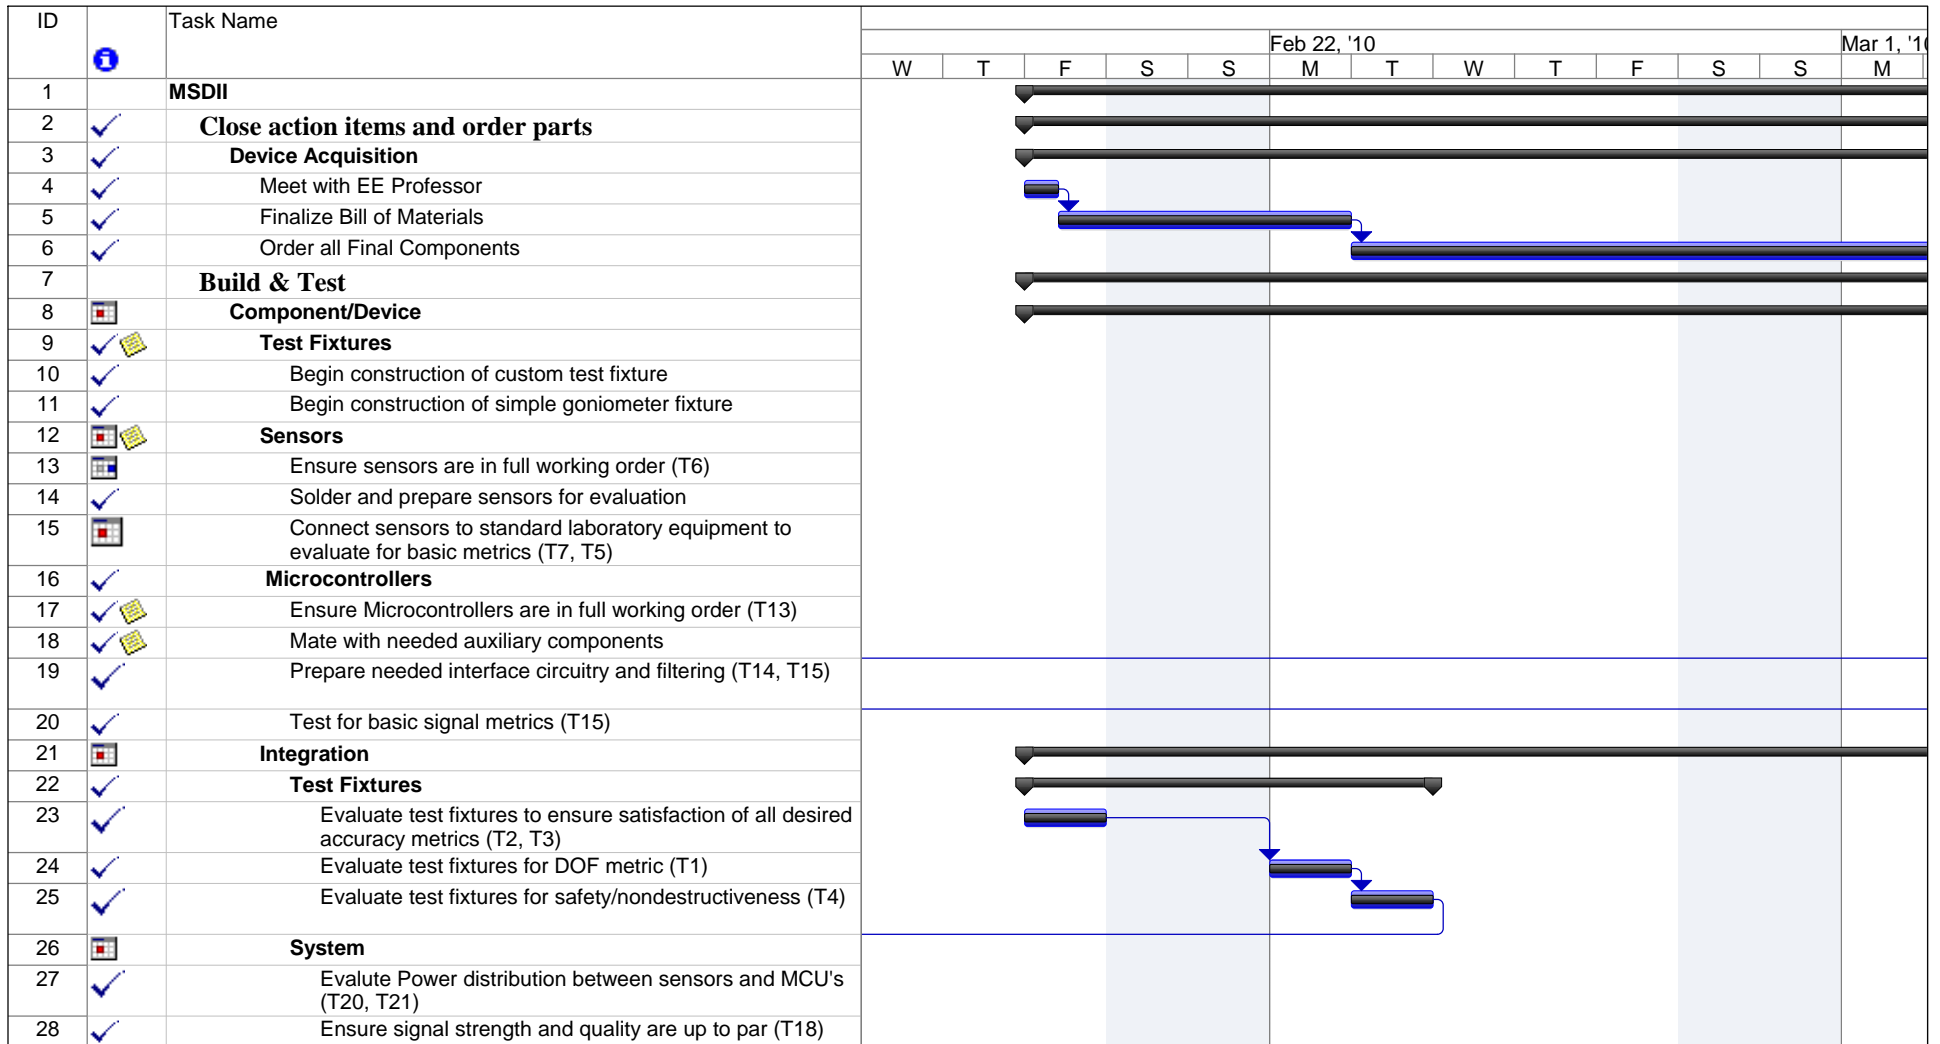 ID Task Name
Feb 22, '10 Mar 1, '10
W T F S S M T W T F S S M
1 MSDII
2 Close action items and order parts
3 Device Acquisition
4 Meet with EE Professor
5 Finalize Bill of Materials
6 Order all Final Components
7 Build & Test
8 Component/Device
9 Test Fixtures
10 Begin construction of custom test fixture
11 Begin construction of simple goniometer fixture
12 Sensors
13 Ensure sensors are in full working order (T6)
14 Solder and prepare sensors for evaluation
15 Connect sensors to standard laboratory equipment to
evaluate for basic metrics (T7, T5)
16 Microcontrollers
17 Ensure Microcontrollers are in full working order (T13)
18 Mate with needed auxiliary components
19 Prepare needed interface circuitry and filtering (T14, T15)
20 Test for basic signal metrics (T15)
21 Integration
22 Test Fixtures
23 Evaluate test fixtures to ensure satisfaction of all desired
accuracy metrics (T2, T3)
24 Evaluate test fixtures for DOF metric (T1)
25 Evaluate test fixtures for safety/nondestructiveness (T4)
26 System
27 Evalute Power distribution between sensors and MCU's
(T20, T21)
28 Ensure signal strength and quality are up to par (T18)